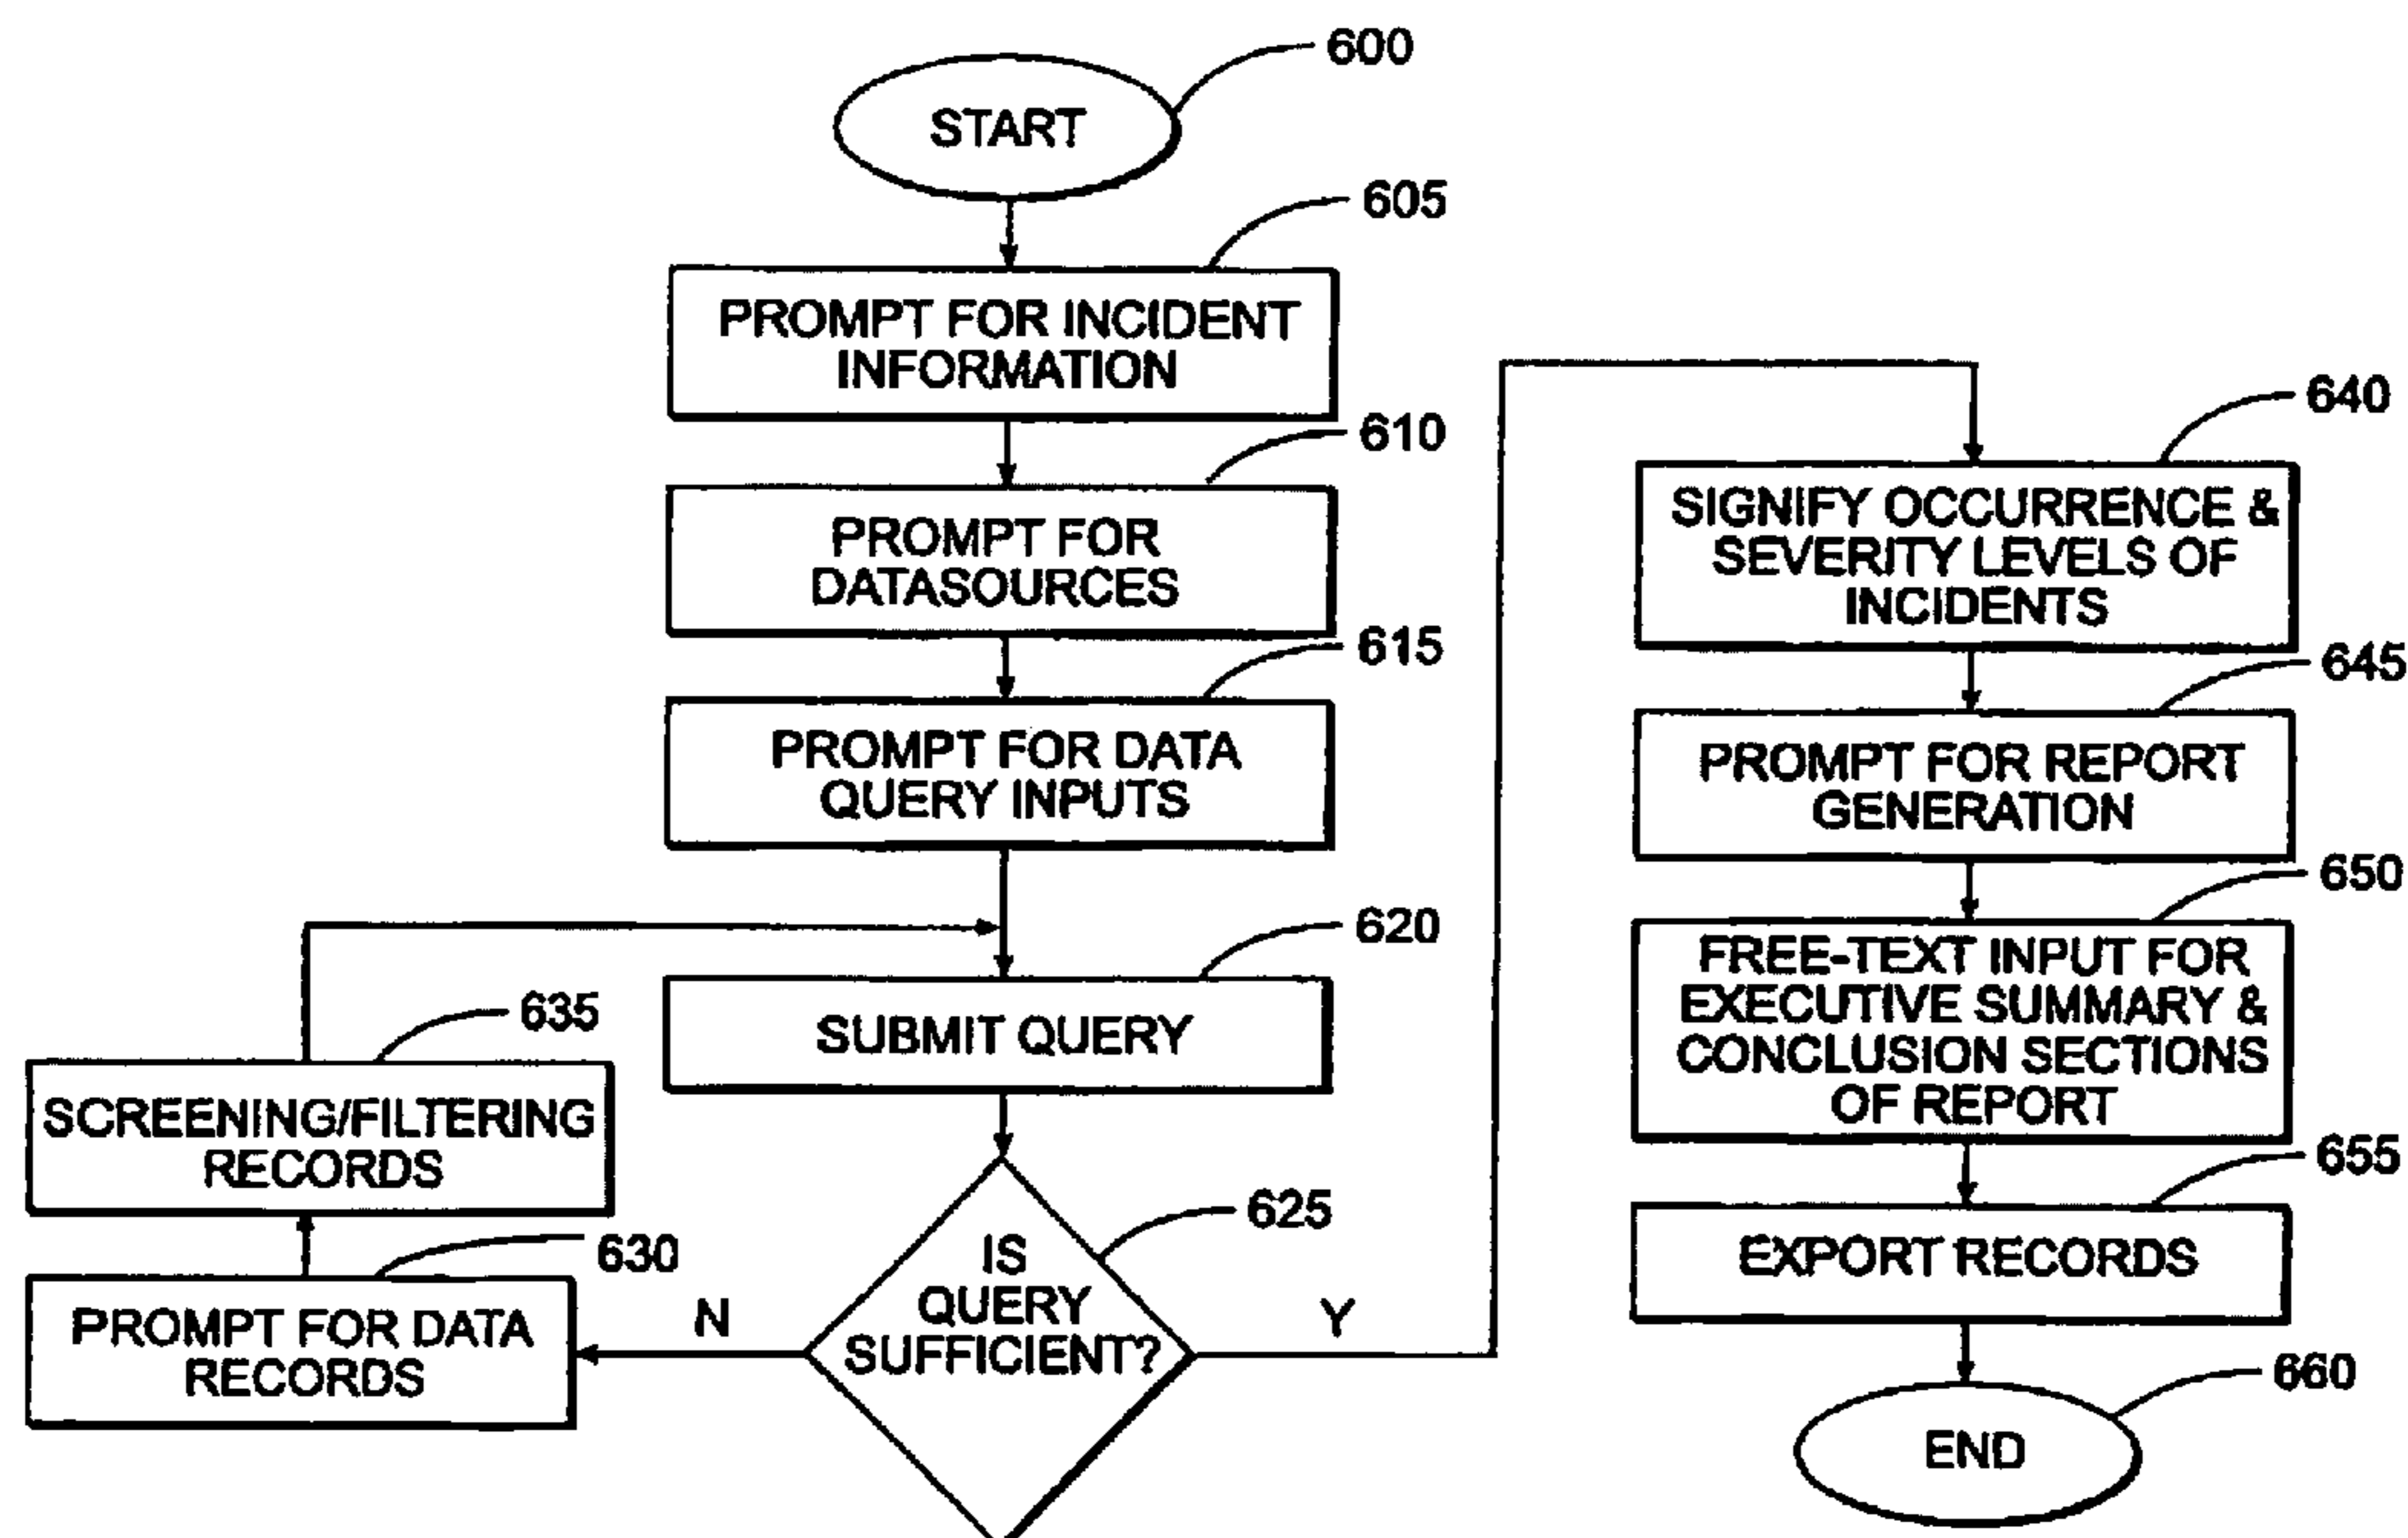 600
START
605
PROMPT FOR INCIDENT
INFORMATION
610
PROMPT FOR
DATASOURCES
615
PROMPT FOR DATA
QUERY INPUTS
620
SUBMIT QUERY
625
IS
QUERY
SUFFICIENT?
N
Y
630
PROMPT FOR DATA
RECORDS
635
SCREENING/FILTERING
RECORDS
640
SIGNIFY OCCURRENCE &
SEVERITY LEVELS OF
INCIDENTS
645
PROMPT FOR REPORT
GENERATION
650
FREE-TEXT INPUT FOR
EXECUTIVE SUMMARY &
CONCLUSION SECTIONS
OF REPORT
655
EXPORT RECORDS
660
END